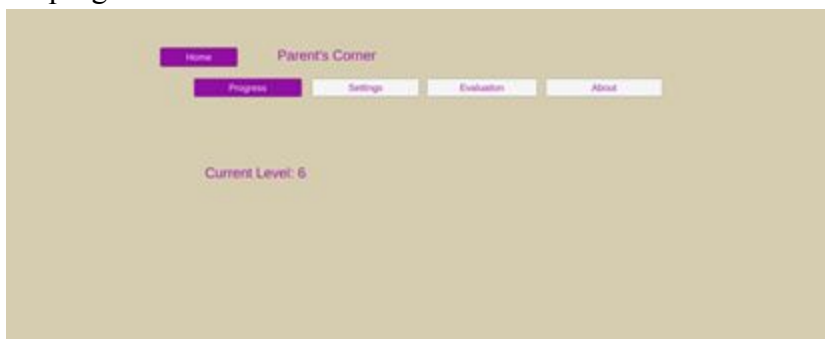 Home Parent's Corner
Progress Settings Evaluation About
Current Level: 6